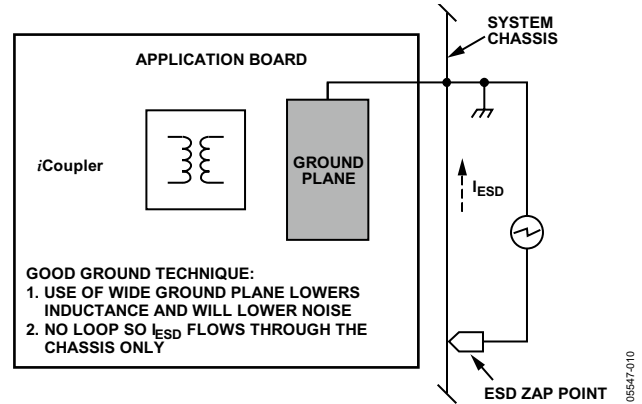 SYSTEM
CHASSIS
APPLICATION BOARD
iCoupler
GROUND
PLANE
IESD
GOOD GROUND TECHNIQUE:
1. USE OF WIDE GROUND PLANE LOWERS
INDUCTANCE AND WILL LOWER NOISE
2. NO LOOP SO IESD FLOWS THROUGH THE
CHASSIS ONLY
ESD ZAP POINT
05547-010